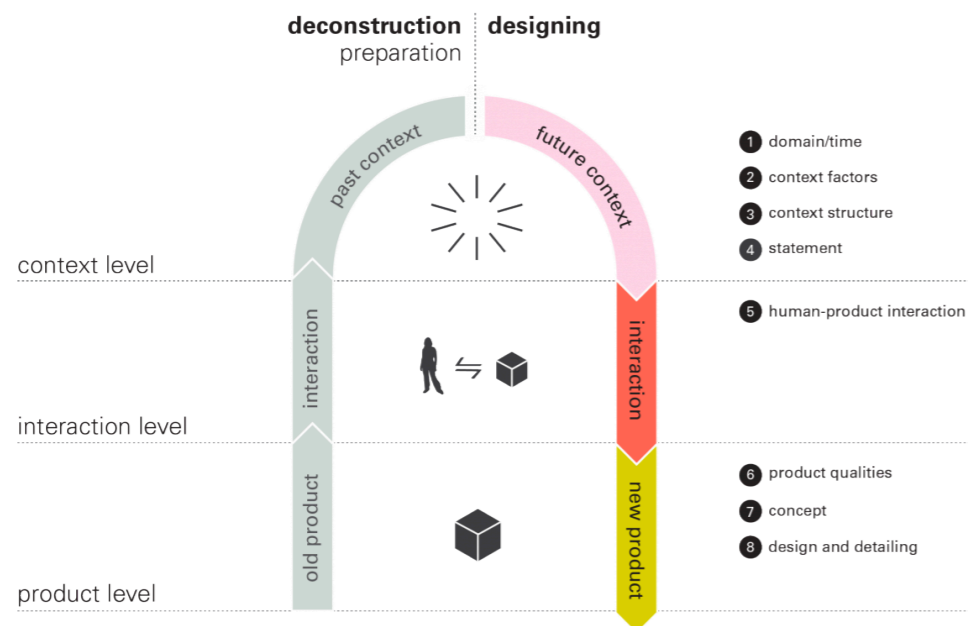 deconstruction
preparation
designing
past context
future context
1 domain/time
2 context factors
3 context structure
4 statement
context level
interaction
interaction
5 human-product interaction
interaction level
old product
new product
6 product qualities
7 concept
8 design and detailing
product level